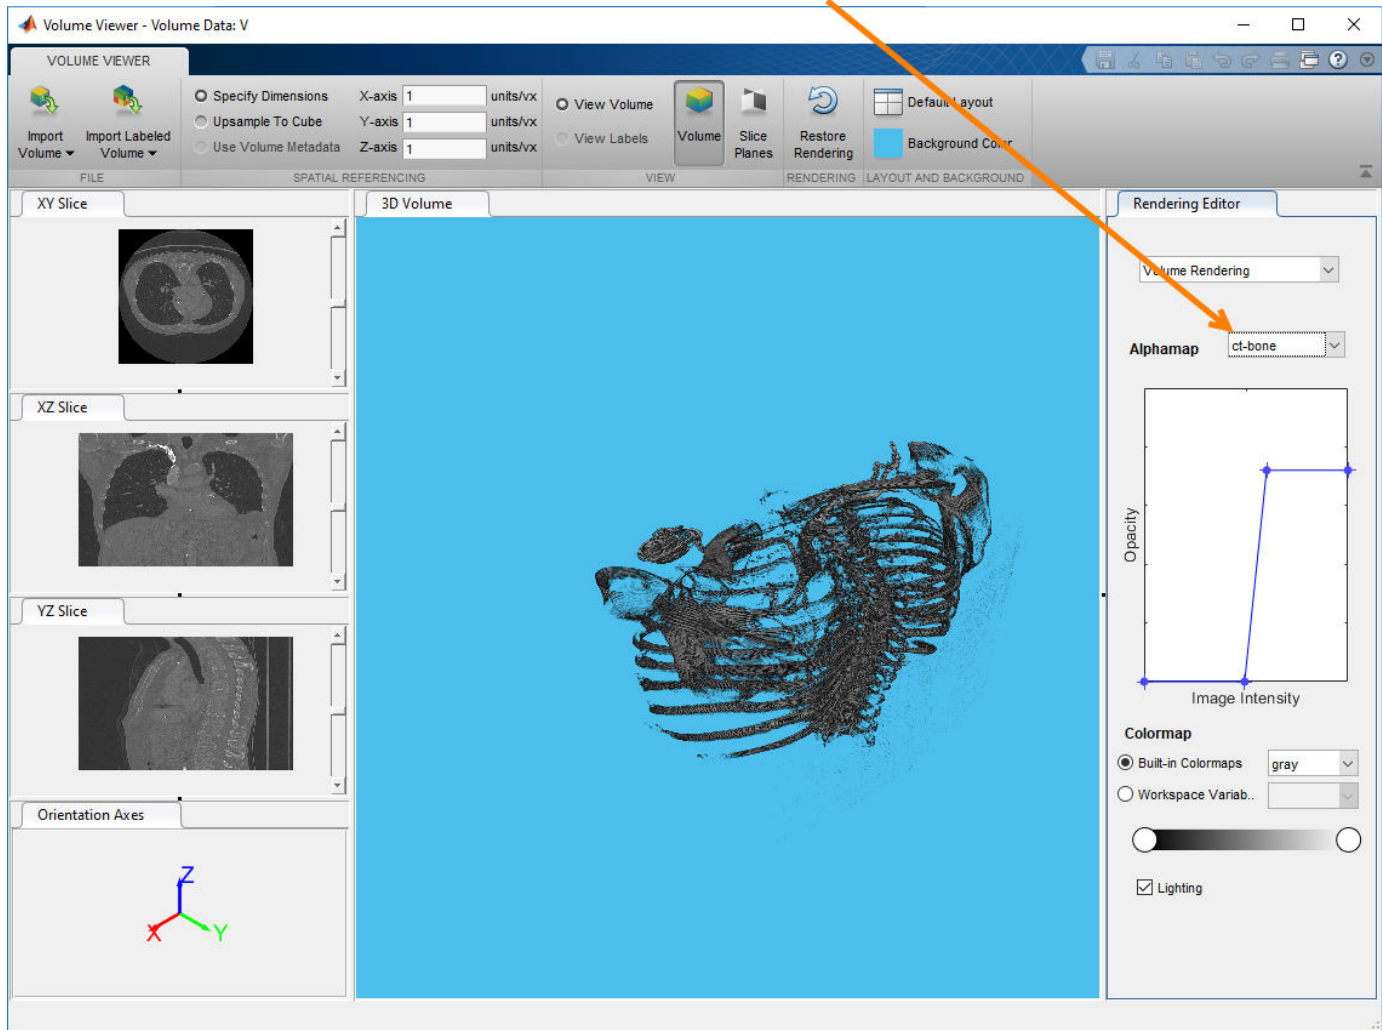 Volume Viewer - Volume Data: V
VOLUME VIEWER
Import Volume
Import Labeled Volume
FILE
Specify Dimensions
Upsample To Cube
Use Volume Metadata
X-axis 1 units/vx
Y-axis 1 units/vx
Z-axis 1 units/vx
SPATIAL REFERENCING
View Volume
View Labels
Volume
Slice Planes
VIEW
Restore Rendering
RENDERING
Default Layout
Background Color
LAYOUT AND BACKGROUND
XY Slice
XZ Slice
YZ Slice
Orientation Axes
Z
X
Y
3D Volume
Rendering Editor
Volume Rendering
Alphamap ct-bone
Opacity
Image Intensity
Colormap
Built-in Colormaps gray
Workspace Variab..
Lighting